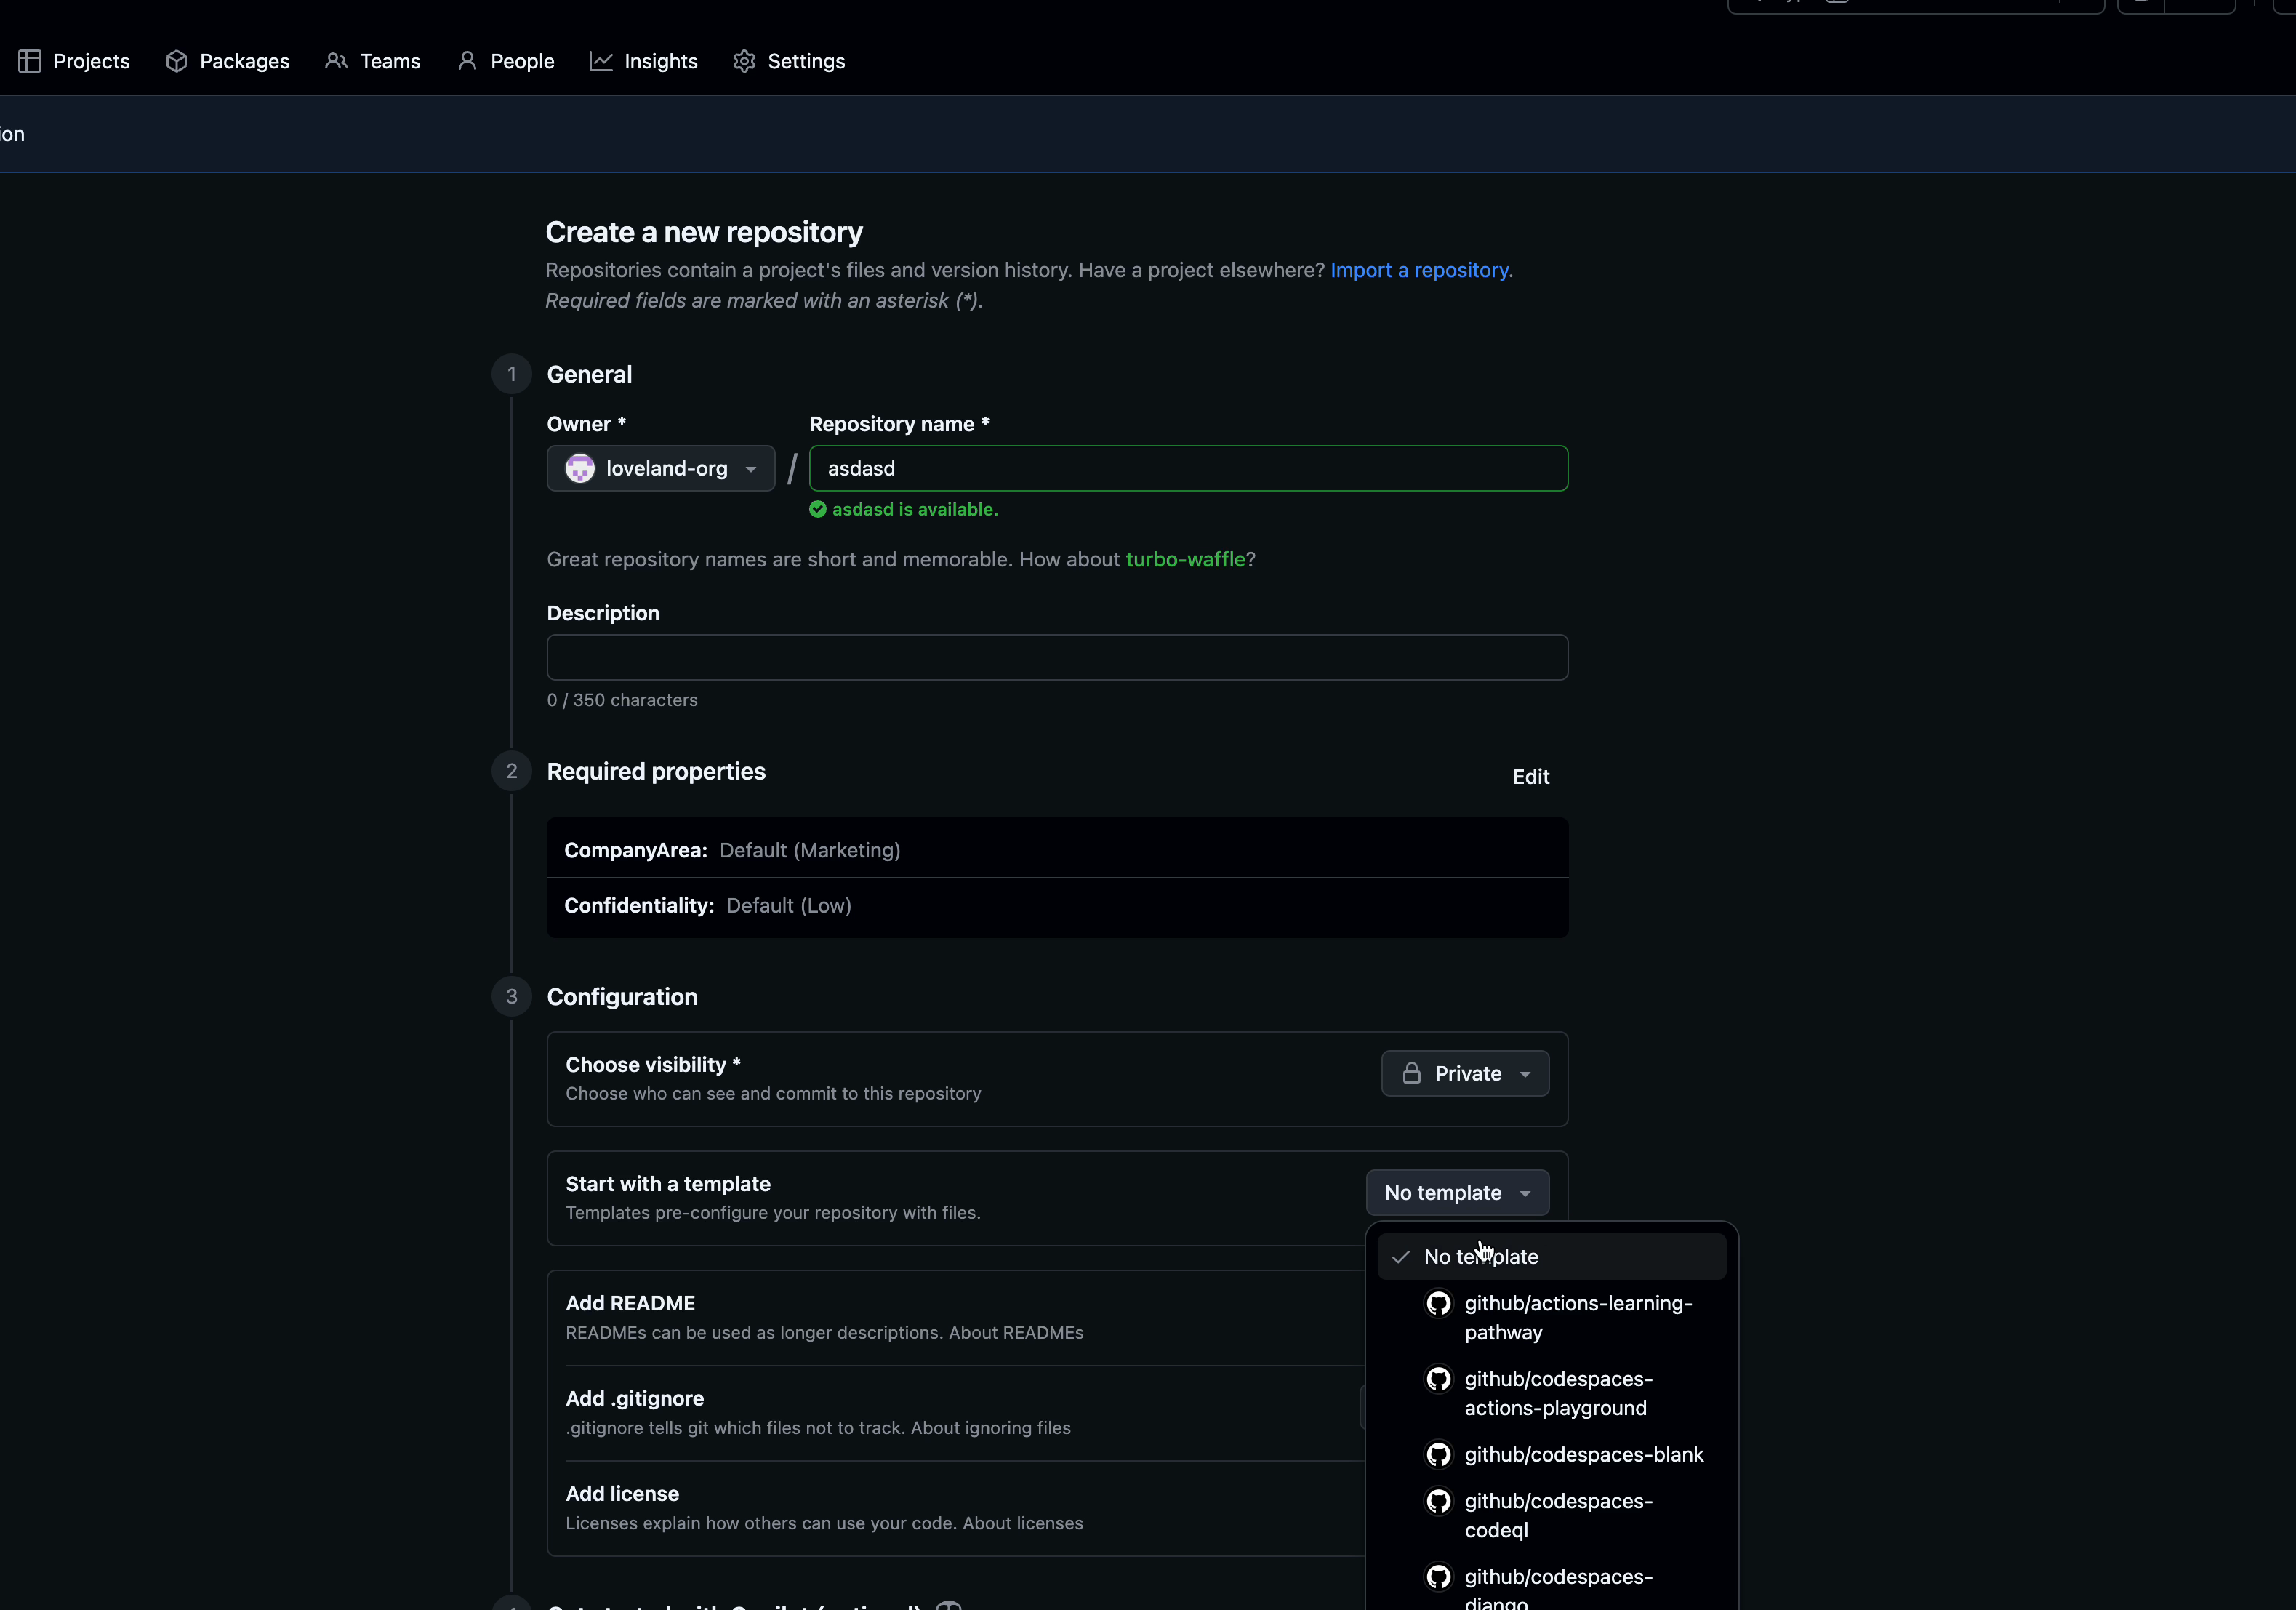 Projects
Packages
Teams
People
Insights
Settings
ion
Create a new repository
Repositories contain a project's files and version history. Have a project elsewhere? Import a repository.
Required fields are marked with an asterisk (*).
1
General
Owner *
Repository name *
loveland-org
/
asdasd
asdasd is available.
Great repository names are short and memorable. How about turbo-waffle?
Description
0 / 350 characters
2
Required properties
Edit
CompanyArea: Default (Marketing)
Confidentiality: Default (Low)
3
Configuration
Choose visibility *
Choose who can see and commit to this repository
Private
Start with a template
Templates pre-configure your repository with files.
No template
No template
github/actions-learning-
pathway
github/codespaces-
actions-playground
github/codespaces-blank
github/codespaces-
codeql
github/codespaces-
django
Add README
READMEs can be used as longer descriptions. About READMEs
Add .gitignore
.gitignore tells git which files not to track. About ignoring files
Add license
Licenses explain how others can use your code. About licenses